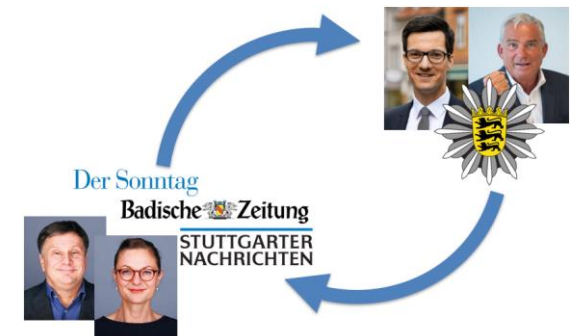 Der Sonntag
Badische Zeitung
STUTTGARTER
NACHRICHTEN